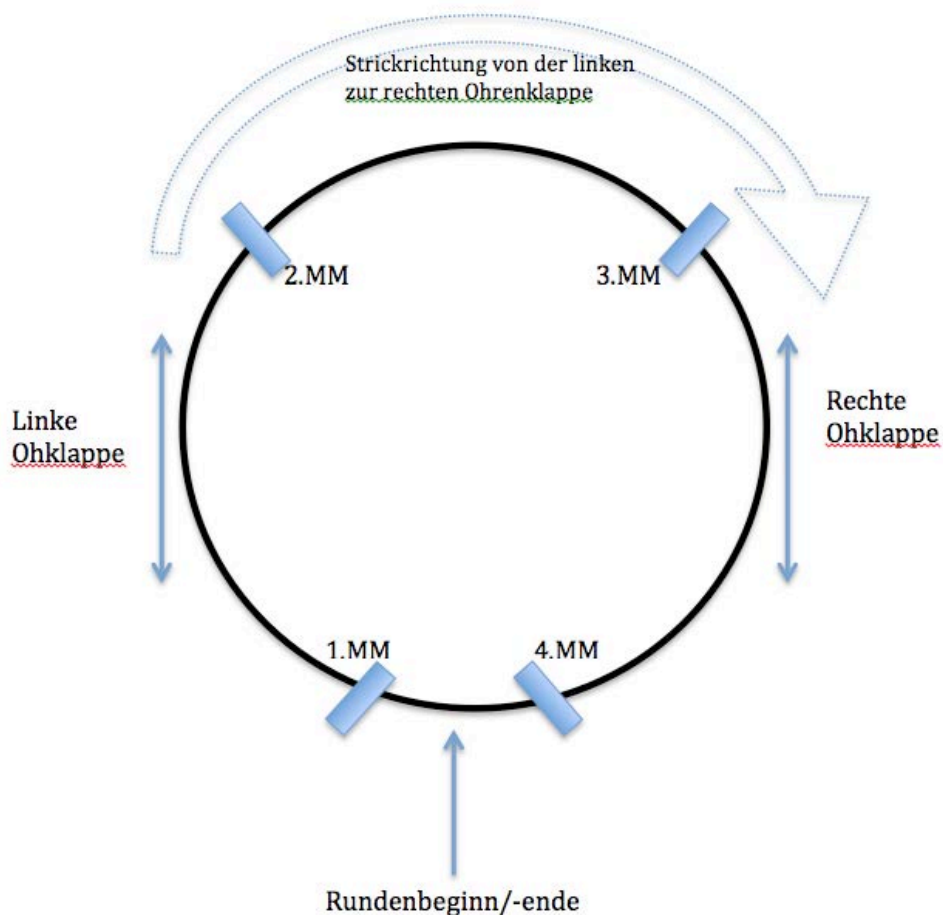 Strickrichtung von der linken
zur rechten Ohrenklappe
2.MM
3.MM
Linke
Ohklappe
Rechte
Ohklappe
1.MM
4.MM
Rundenbeginn/-ende